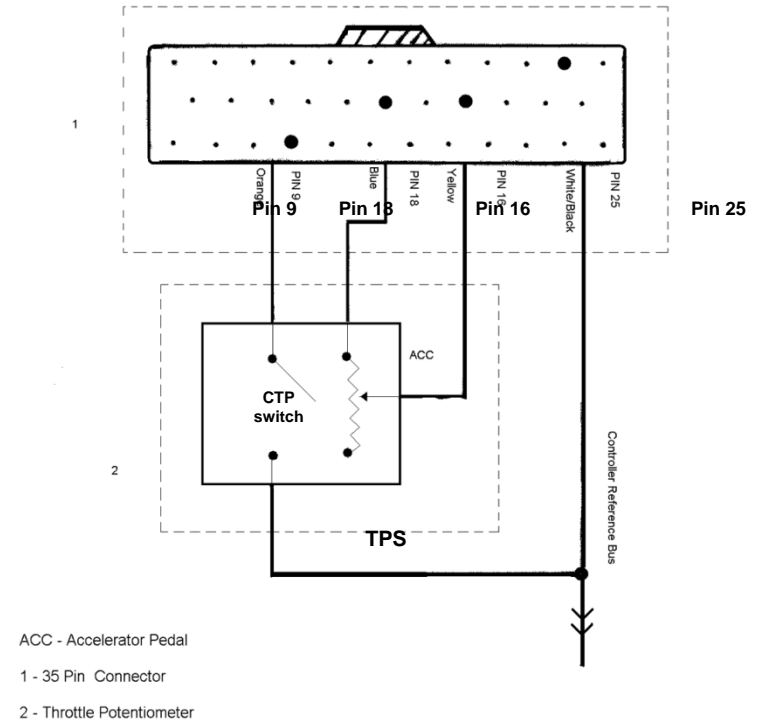 1
Orange
PIN 9
Blue
PIN 18
Yellow
PIN 16
White/Black
PIN 25
Pin 9
Pin 18
Pin 16
Pin 25
ACC
CTP
switch
Controller Reference Bus
2
TPS
ACC - Accelerator Pedal
1 - 35 Pin Connector
2 - Throttle Potentiometer